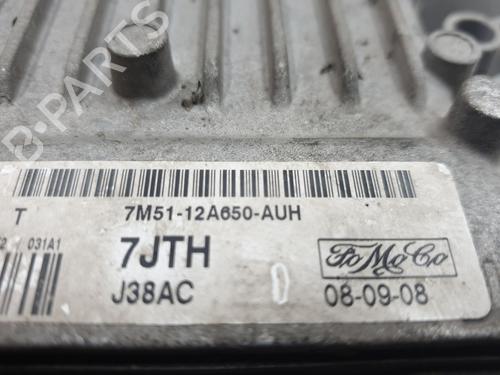 B-PARTS
T 7M51-12A650-AUH
031A1 7JTH FoMoCo
J38AC 08-09-08